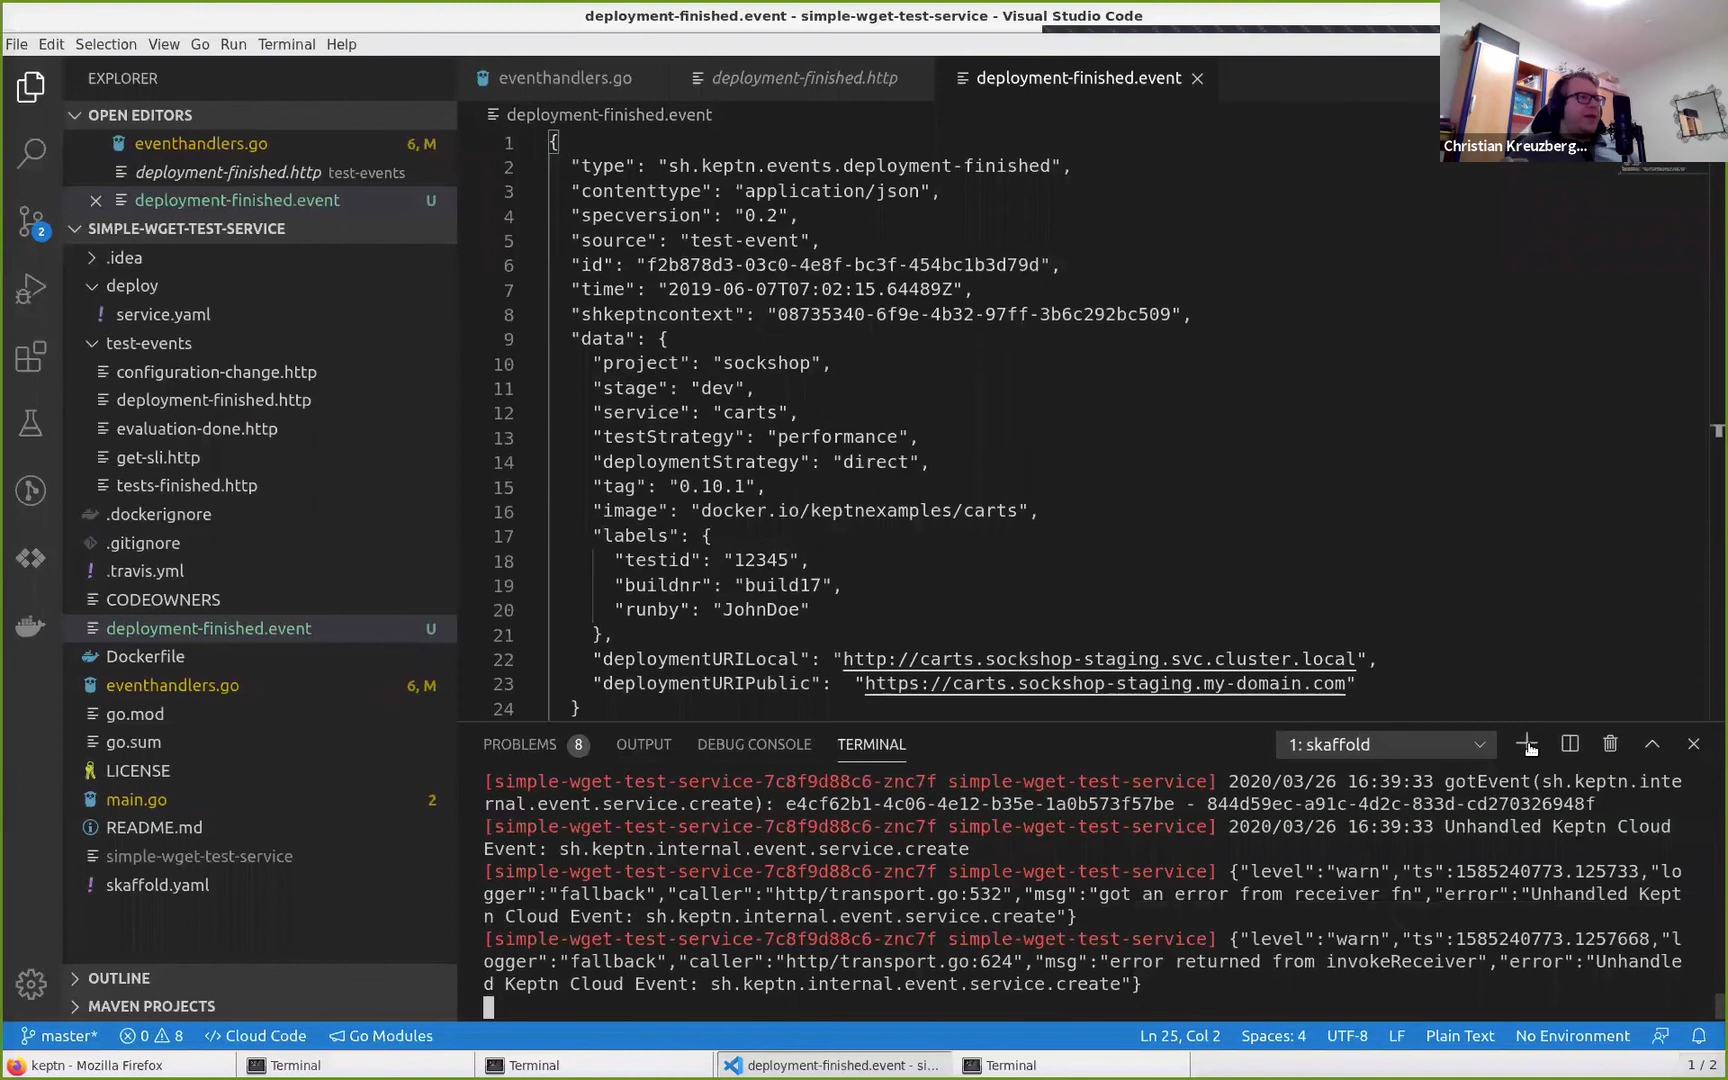 deployment-finished.event - simple-wget-test-service - Visual Studio Code
File Edit Selection View Go Run Terminal Help
Christian Kreuzberg...
EXPLORER
OPEN EDITORS
eventhandlers.go 6, M
deployment-finished.http test-events
deployment-finished.event U
SIMPLE-WGET-TEST-SERVICE
.idea
deploy
service.yaml
test-events
configuration-change.http
deployment-finished.http
evaluation-done.http
get-sli.http
tests-finished.http
.dockerignore
.gitignore
.travis.yml
CODEOWNERS
deployment-finished.event U
Dockerfile
eventhandlers.go 6, M
go.mod
go.sum
LICENSE
main.go 2
README.md
simple-wget-test-service
skaffold.yaml
OUTLINE
MAVEN PROJECTS
2
eventhandlers.go deployment-finished.http deployment-finished.event
deployment-finished.event
1 {
2 "type": "sh.keptn.events.deployment-finished",
3 "contenttype": "application/json",
4 "specversion": "0.2",
5 "source": "test-event",
6 "id": "f2b878d3-03c0-4e8f-bc3f-454bc1b3d79d",
7 "time": "2019-06-07T07:02:15.64489Z",
8 "shkeptncontext": "08735340-6f9e-4b32-97ff-3b6c292bc509",
9 "data": {
10 "project": "sockshop",
11 "stage": "dev",
12 "service": "carts",
13 "testStrategy": "performance",
14 "deploymentStrategy": "direct",
15 "tag": "0.10.1",
16 "image": "docker.io/keptnexamples/carts",
17 "labels": {
18 "testid": "12345",
19 "buildnr": "build17",
20 "runby": "JohnDoe"
21 },
22 "deploymentURILocal": "http://carts.sockshop-staging.svc.cluster.local",
23 "deploymentURIPublic": "https://carts.sockshop-staging.my-domain.com"
24 }
PROBLEMS 8 OUTPUT DEBUG CONSOLE TERMINAL 1: skaffold
[simple-wget-test-service-7c8f9d88c6-znc7f simple-wget-test-service] 2020/03/26 16:39:33 gotEvent(sh.keptn.inte
rnal.event.service.create): e4cf62b1-4c06-4e12-b35e-1a0b573f57be - 844d59ec-a91c-4d2c-833d-cd270326948f
[simple-wget-test-service-7c8f9d88c6-znc7f simple-wget-test-service] 2020/03/26 16:39:33 Unhandled Keptn Cloud
Event: sh.keptn.internal.event.service.create
[simple-wget-test-service-7c8f9d88c6-znc7f simple-wget-test-service] {"level":"warn","ts":1585240773.125733,"lo
gger":"fallback","caller":"http/transport.go:532","msg":"got an error from receiver fn","error":"Unhandled Kept
n Cloud Event: sh.keptn.internal.event.service.create"}
[simple-wget-test-service-7c8f9d88c6-znc7f simple-wget-test-service] {"level":"warn","ts":1585240773.1257668,"l
ogger":"fallback","caller":"http/transport.go:624","msg":"error returned from invokeReceiver","error":"Unhandle
d Keptn Cloud Event: sh.keptn.internal.event.service.create"}
master* 0 8 Cloud Code Go Modules Ln 25, Col 2 Spaces: 4 UTF-8 LF Plain Text No Environment
keptn - Mozilla Firefox Terminal Terminal deployment-finished.event - si... Terminal 1 / 2